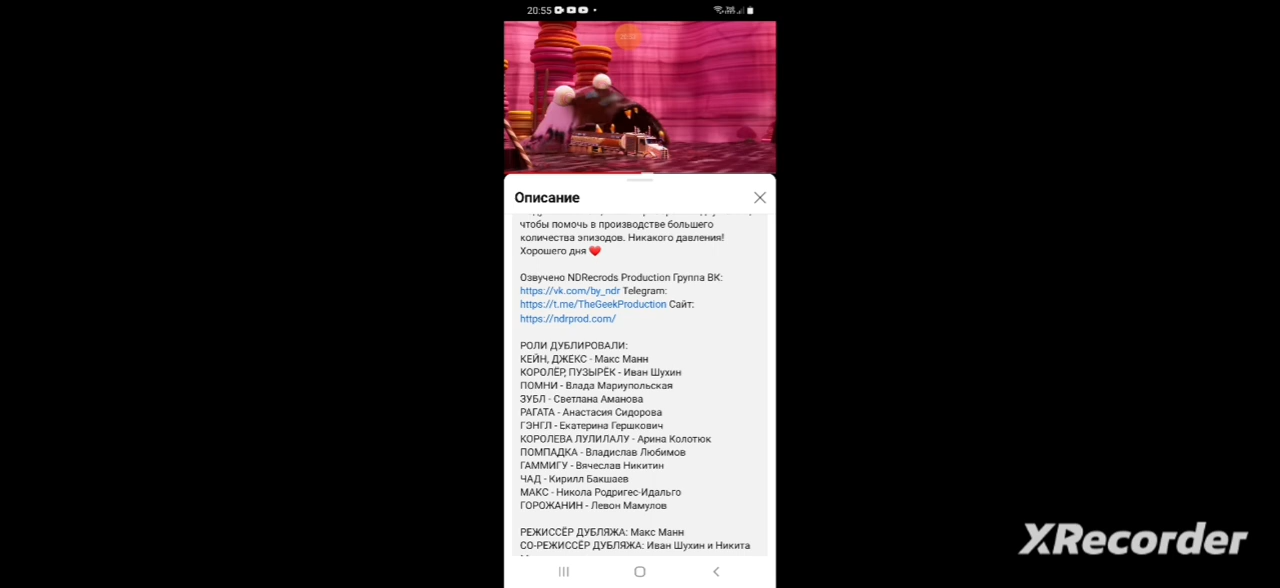 20:55
Описание
чтобы помочь в производстве большего
количества эпизодов. Никакого давления!
Хорошего дня ❤️
Озвучено NDRecrods Production Группа ВК:
https://vk.com/by_ndr Telegram:
https://t.me/TheGeekProduction Сайт:
https://ndrprod.com/
РОЛИ ДУБЛИРОВАЛИ:
КЕЙН, ДЖЕКС - Макс Манн
КОРОЛЁР, ПУЗЫРЁК - Иван Шухин
ПОМНИ - Влада Мариупольская
ЗУБЛ - Светлана Аманова
РАГАТА - Анастасия Сидорова
ГЭНГЛ - Екатерина Гершкович
КОРОЛЕВА ЛУЛИЛАЛУ - Арина Колотюк
ПОМПАДКА - Владислав Любимов
ГАММИГУ - Вячеслав Никитин
ЧАД - Кирилл Бакшаев
МАКС - Никола Родригес-Идальго
ГОРОЖАНИН - Левон Мамулов
РЕЖИССЁР ДУБЛЯЖА: Макс Манн
СО-РЕЖИССЁР ДУБЛЯЖА: Иван Шухин и Никита
XRecorder